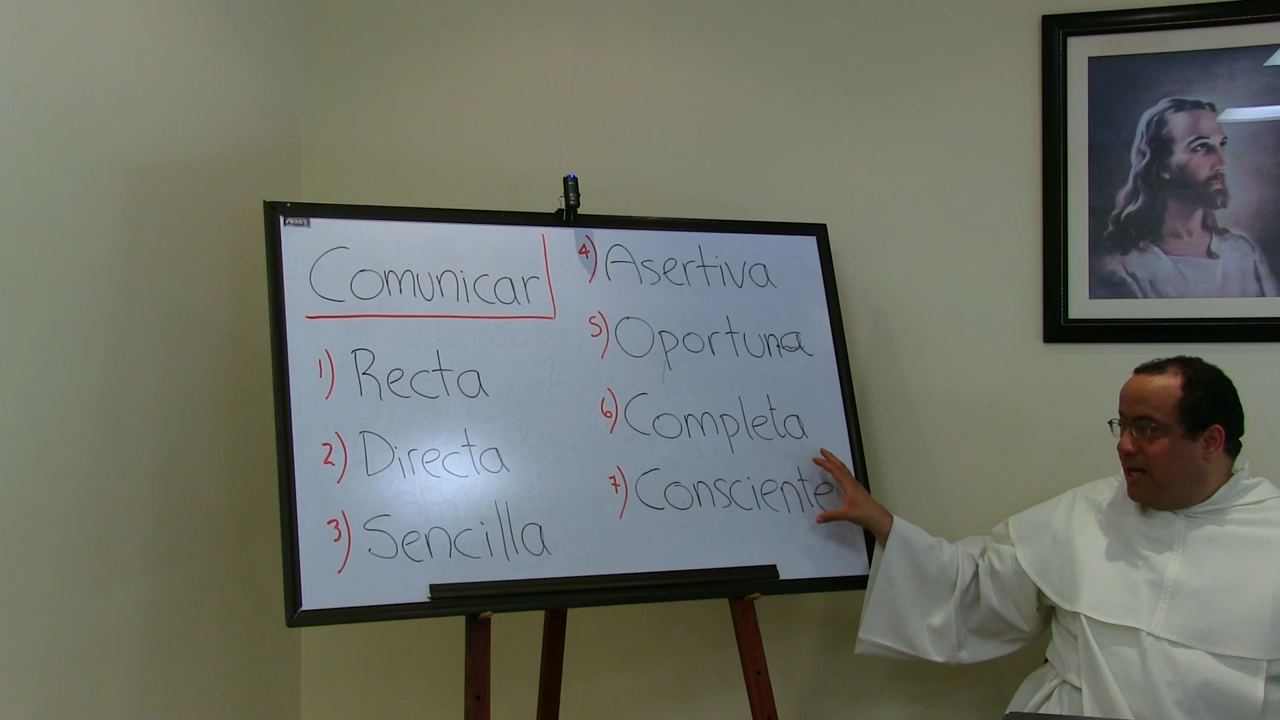 Comunicar
1) Recta
2) Directa
3) Sencilla
4) Asertiva
5) Oportuna
6) Completa
7) Consciente